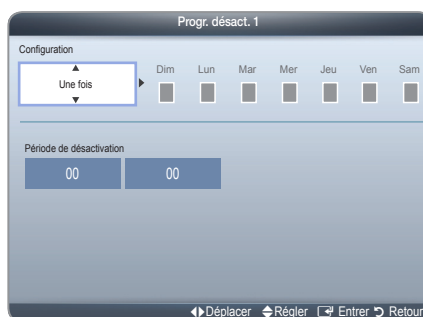 Progr. désact. 1
Configuration
Une fois
Dim Lun Mar Mer Jeu Ven Sam
Période de désactivation
00 00
Déplacer Régler Entrer Retour